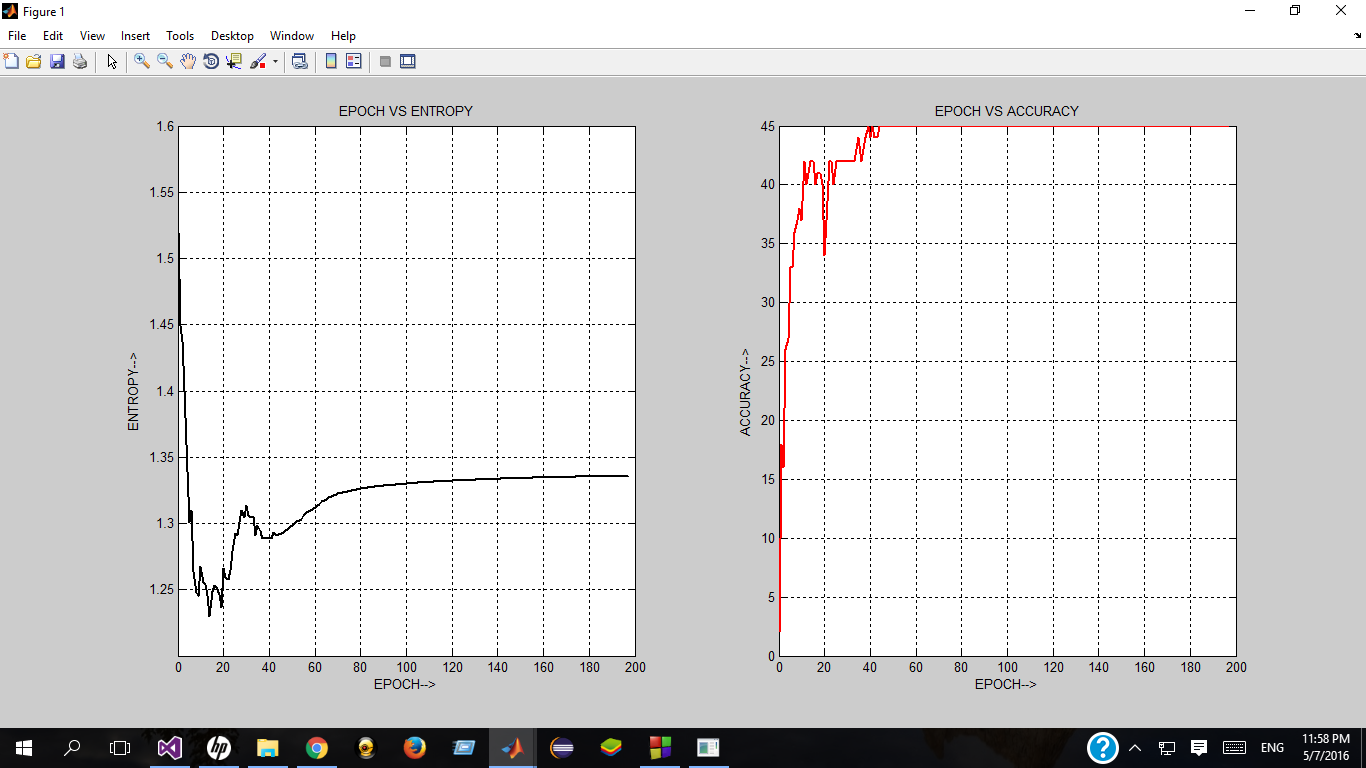 Figure 1
File Edit View Insert Tools Desktop Window Help
EPOCH VS ENTROPY
1.6
1.55
1.5
1.45
1.4
1.35
1.3
1.25
ENTROPY-->
0 20 40 60 80 100 120 140 160 180 200
EPOCH-->
EPOCH VS ACCURACY
45
40
35
30
25
20
15
10
5
0
ACCURACY-->
0 20 40 60 80 100 120 140 160 180 200
EPOCH-->
hp
?
ENG
11:58 PM
5/7/2016